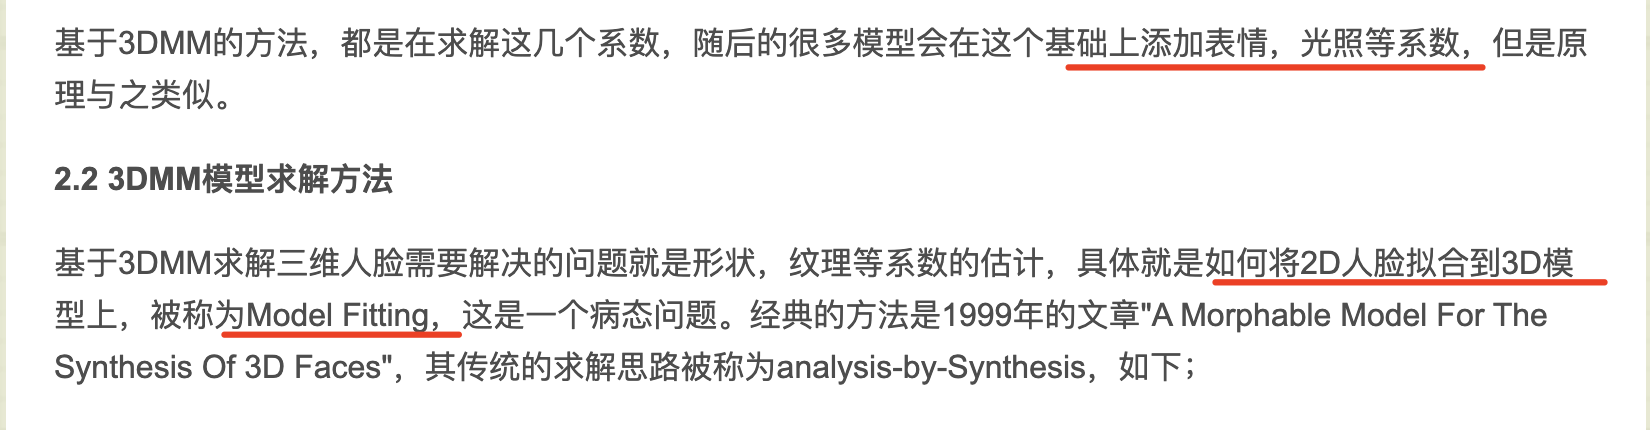 基于3DMM的方法，都是在求解这几个系数，随后的很多模型会在这个基础上添加表情，光照等系数，但是原
理与之类似。
2.2 3DMM模型求解方法
基于3DMM求解三维人脸需要解决的问题就是形状，纹理等系数的估计，具体就是如何将2D人脸拟合到3D模
型上，被称为Model Fitting，这是一个病态问题。经典的方法是1999年的文章"A Morphable Model For The
Synthesis Of 3D Faces"，其传统的求解思路被称为analysis-by-Synthesis，如下；